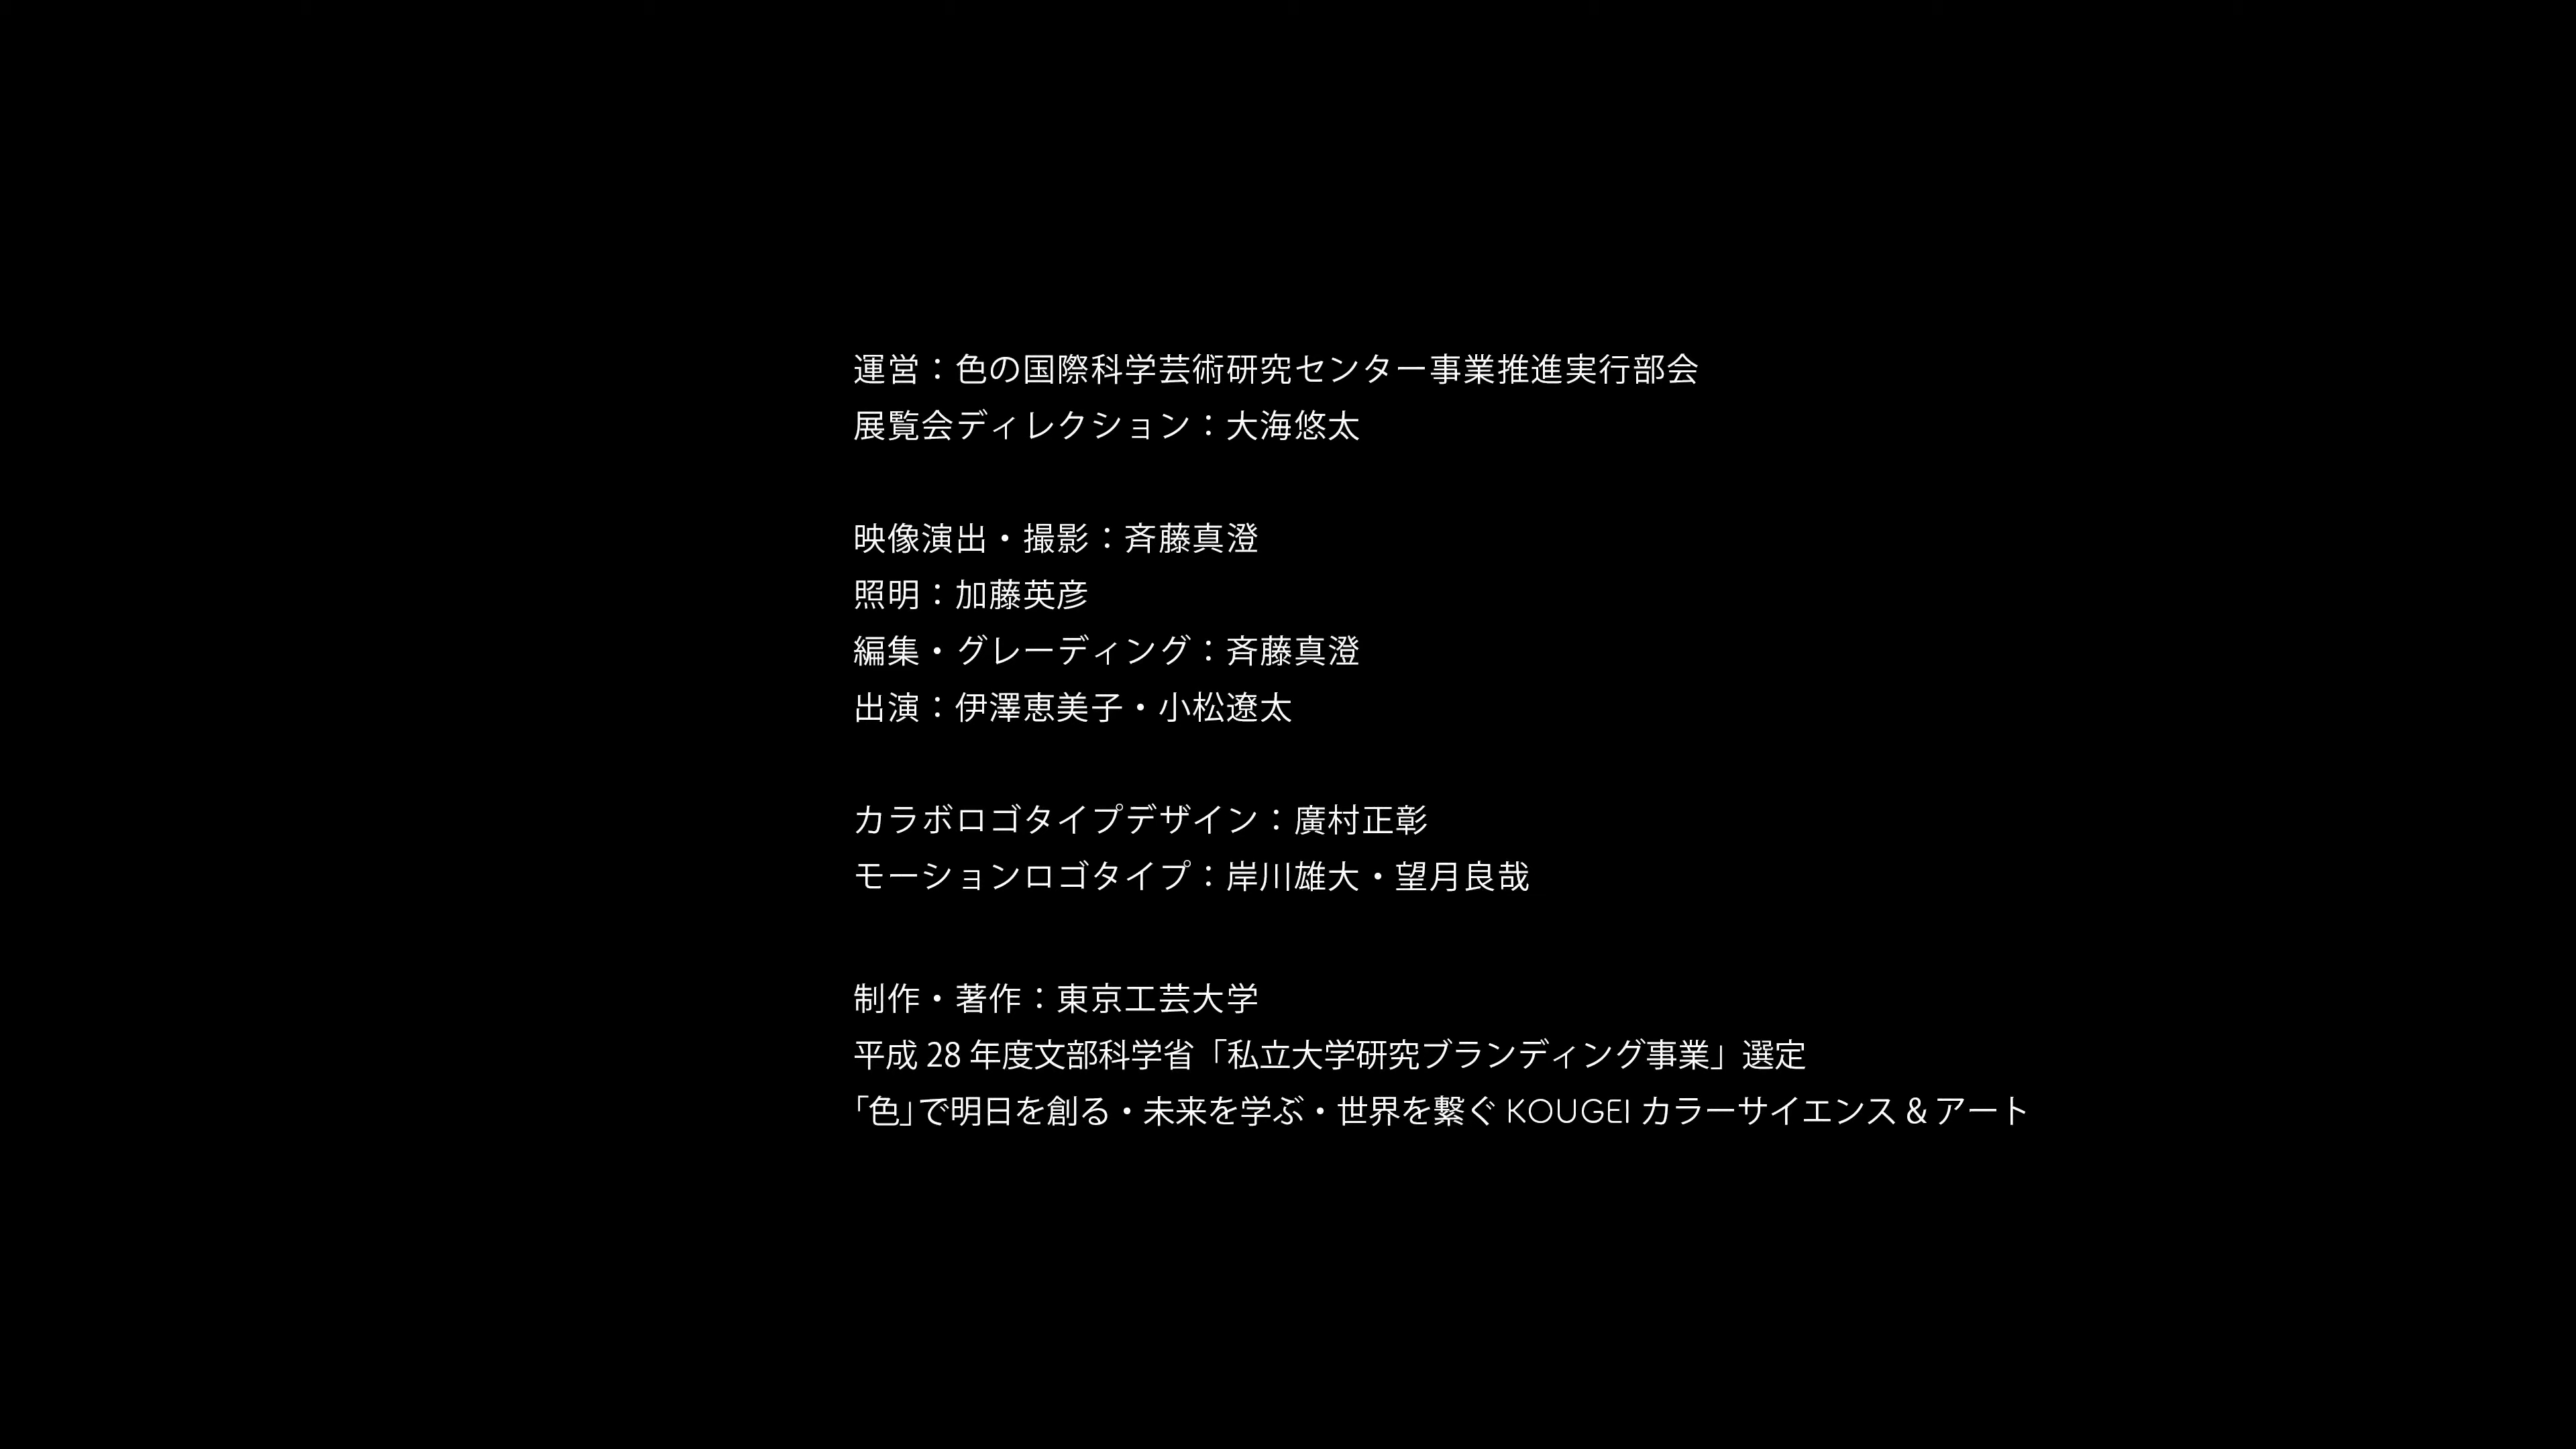 運営：色の国際科学芸術研究センター事業推進実行部会
展覧会ディレクション：大海悠太
映像演出・撮影：斉藤真澄
照明：加藤英彦
編集・グレーディング：斉藤真澄
出演：伊澤恵美子・小松遼太
カラボロゴタイプデザイン：廣村正彰
モーションロゴタイプ：岸川雄大・望月良哉
制作・著作：東京工芸大学
平成 28 年度文部科学省「私立大学研究ブランディング事業」選定
「色」で明日を創る・未来を学ぶ・世界を繋ぐ KOUGEI カラーサイエンス & アート